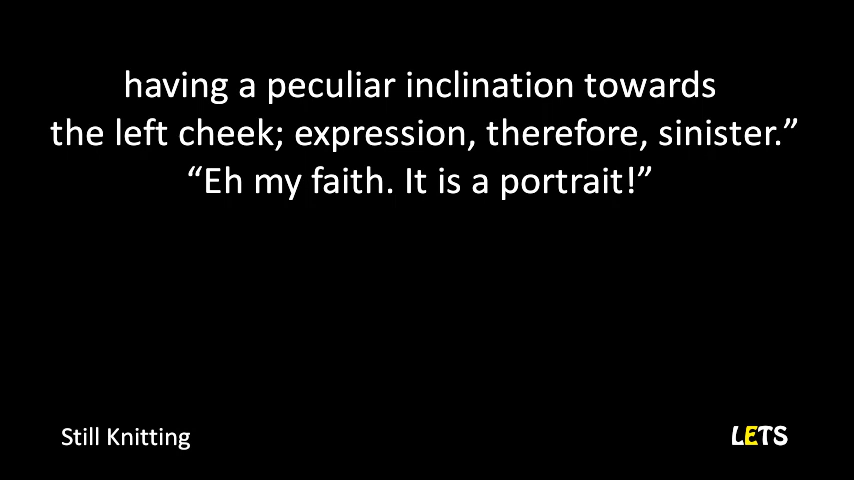 having a peculiar inclination towards
the left cheek; expression, therefore, sinister.”
“Eh my faith. It is a portrait!”
Still Knitting
LETS